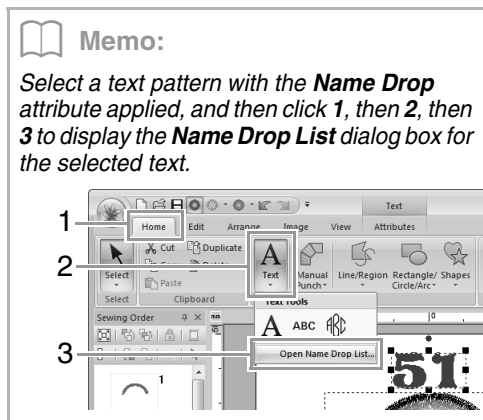 Memo:
Select a text pattern with the Name Drop
attribute applied, and then click 1, then 2, then
3 to display the Name Drop List dialog box for
the selected text.
Text
1
Home Edit Arrange Image View Attributes
Cut Duplicate
2
Select Text Manual Punch Line/Region Rectangle/ Circle/Arc Shapes
Paste
Select Clipboard
Text Tools
Sewing Order
A ABC
3
Open Name Drop List...
51
1